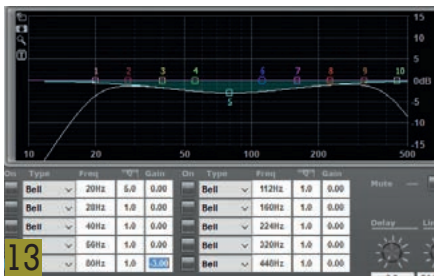 15
10
5
1 2 3 4 6 7 8 9 10
0dB
5
-5
-10
-15
10 20 50 100 200 500
On Type Freq "Q" Gain On Type Freq "Q" Gain
Bell 20Hz 5.0 0.00 Bell 112Hz 1.0 0.00 Mute
Bell 28Hz 1.0 0.00 Bell 160Hz 1.0 0.00
Bell 40Hz 1.0 0.00 Bell 224Hz 1.0 0.00 Delay
Bell 56Hz 1.0 0.00 Bell 320Hz 1.0 0.00
Bell 80Hz 1.0 -3.00 Bell 448Hz 1.0 0.00
13